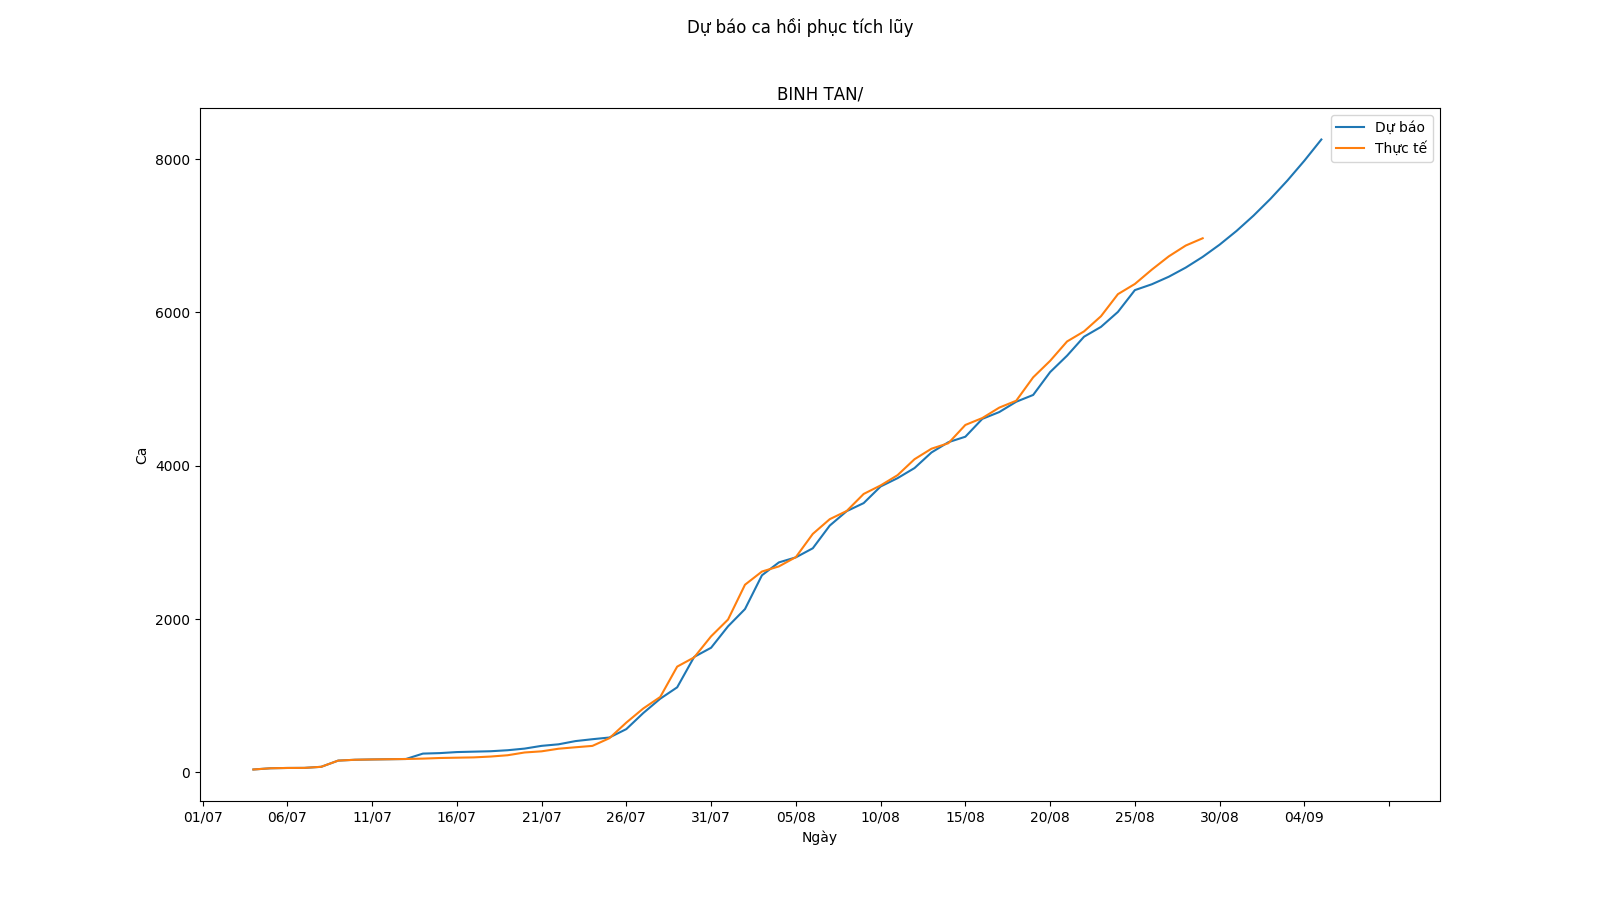 Dự báo ca hồi phục tích lũy
BINH TAN/
Dự báo
Thực tế
8000
6000
4000
2000
0
Ca
01/07 06/07 11/07 16/07 21/07 26/07 31/07 05/08 10/08 15/08 20/08 25/08 30/08 04/09
Ngày